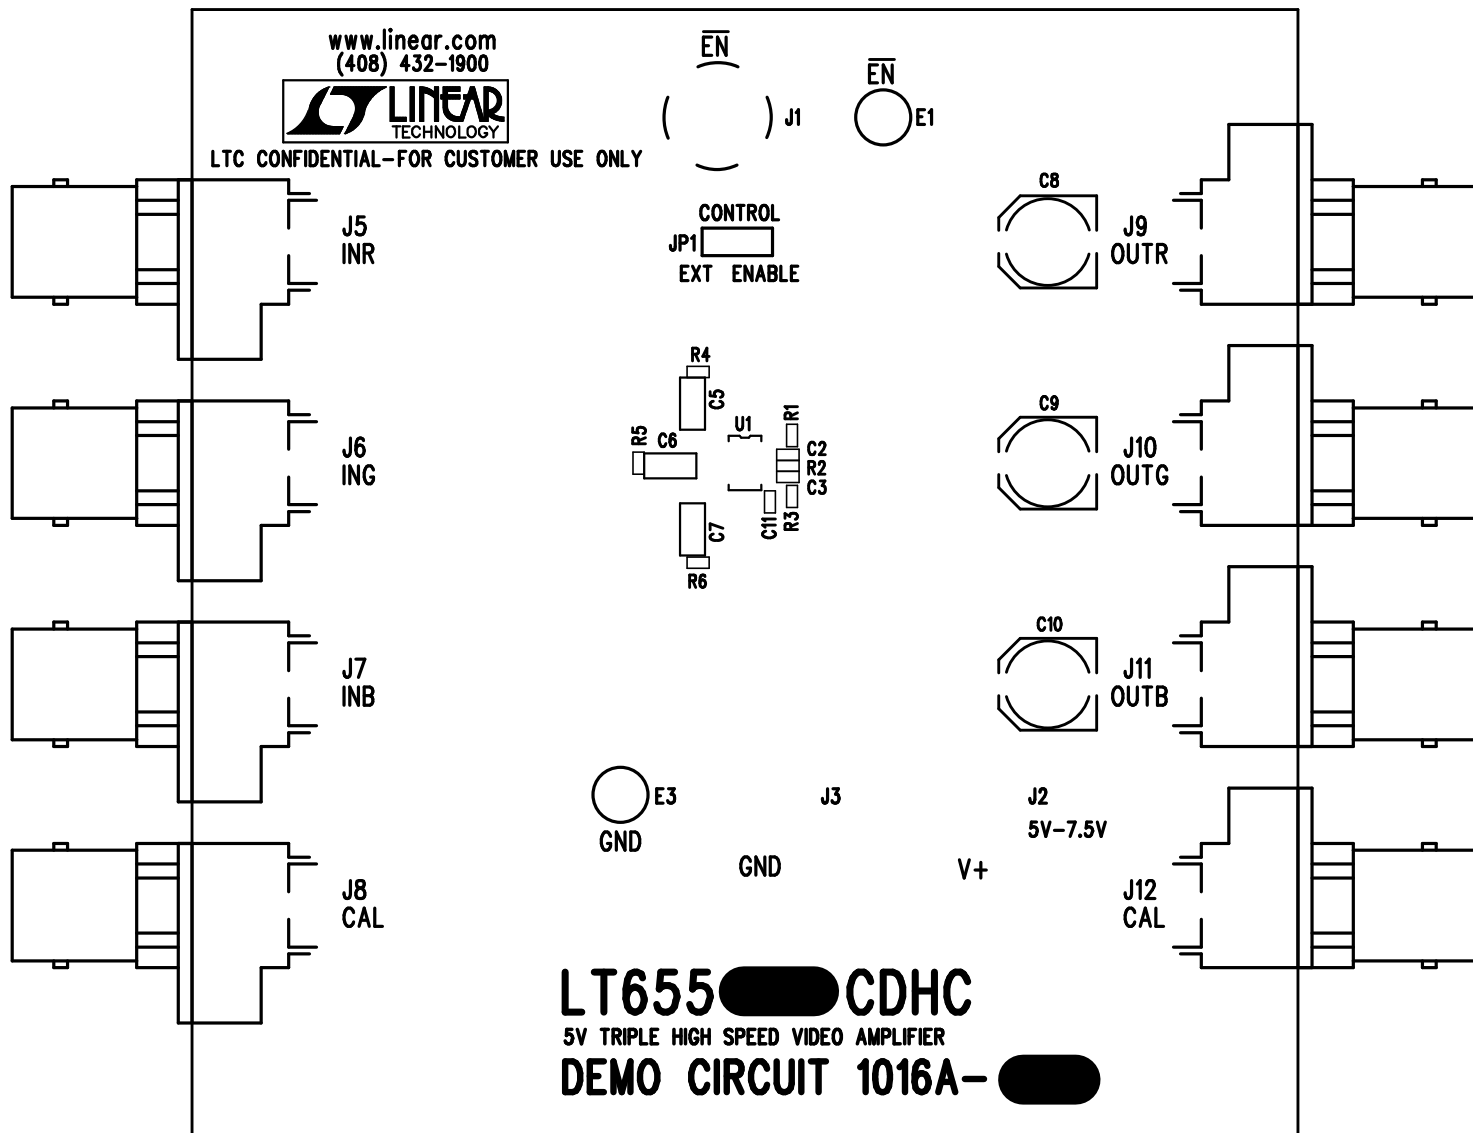 www.linear.com
(408) 432-1900
LINEAR
TECHNOLOGY
LTC CONFIDENTIAL-FOR CUSTOMER USE ONLY
EN
J1
EN
E1
CONTROL
JP1
EXT ENABLE
J5
INR
C8
J9
OUTR
R4
C5
R5
C6
U1
R1
C2
R2
C3
C11
R3
C7
R6
J6
ING
C9
J10
OUTG
J7
INB
C10
J11
OUTB
E3
GND
J3
J2
5V-7.5V
GND
V+
J8
CAL
J12
CAL
LT655 CDHC
5V TRIPLE HIGH SPEED VIDEO AMPLIFIER
DEMO CIRCUIT 1016A-